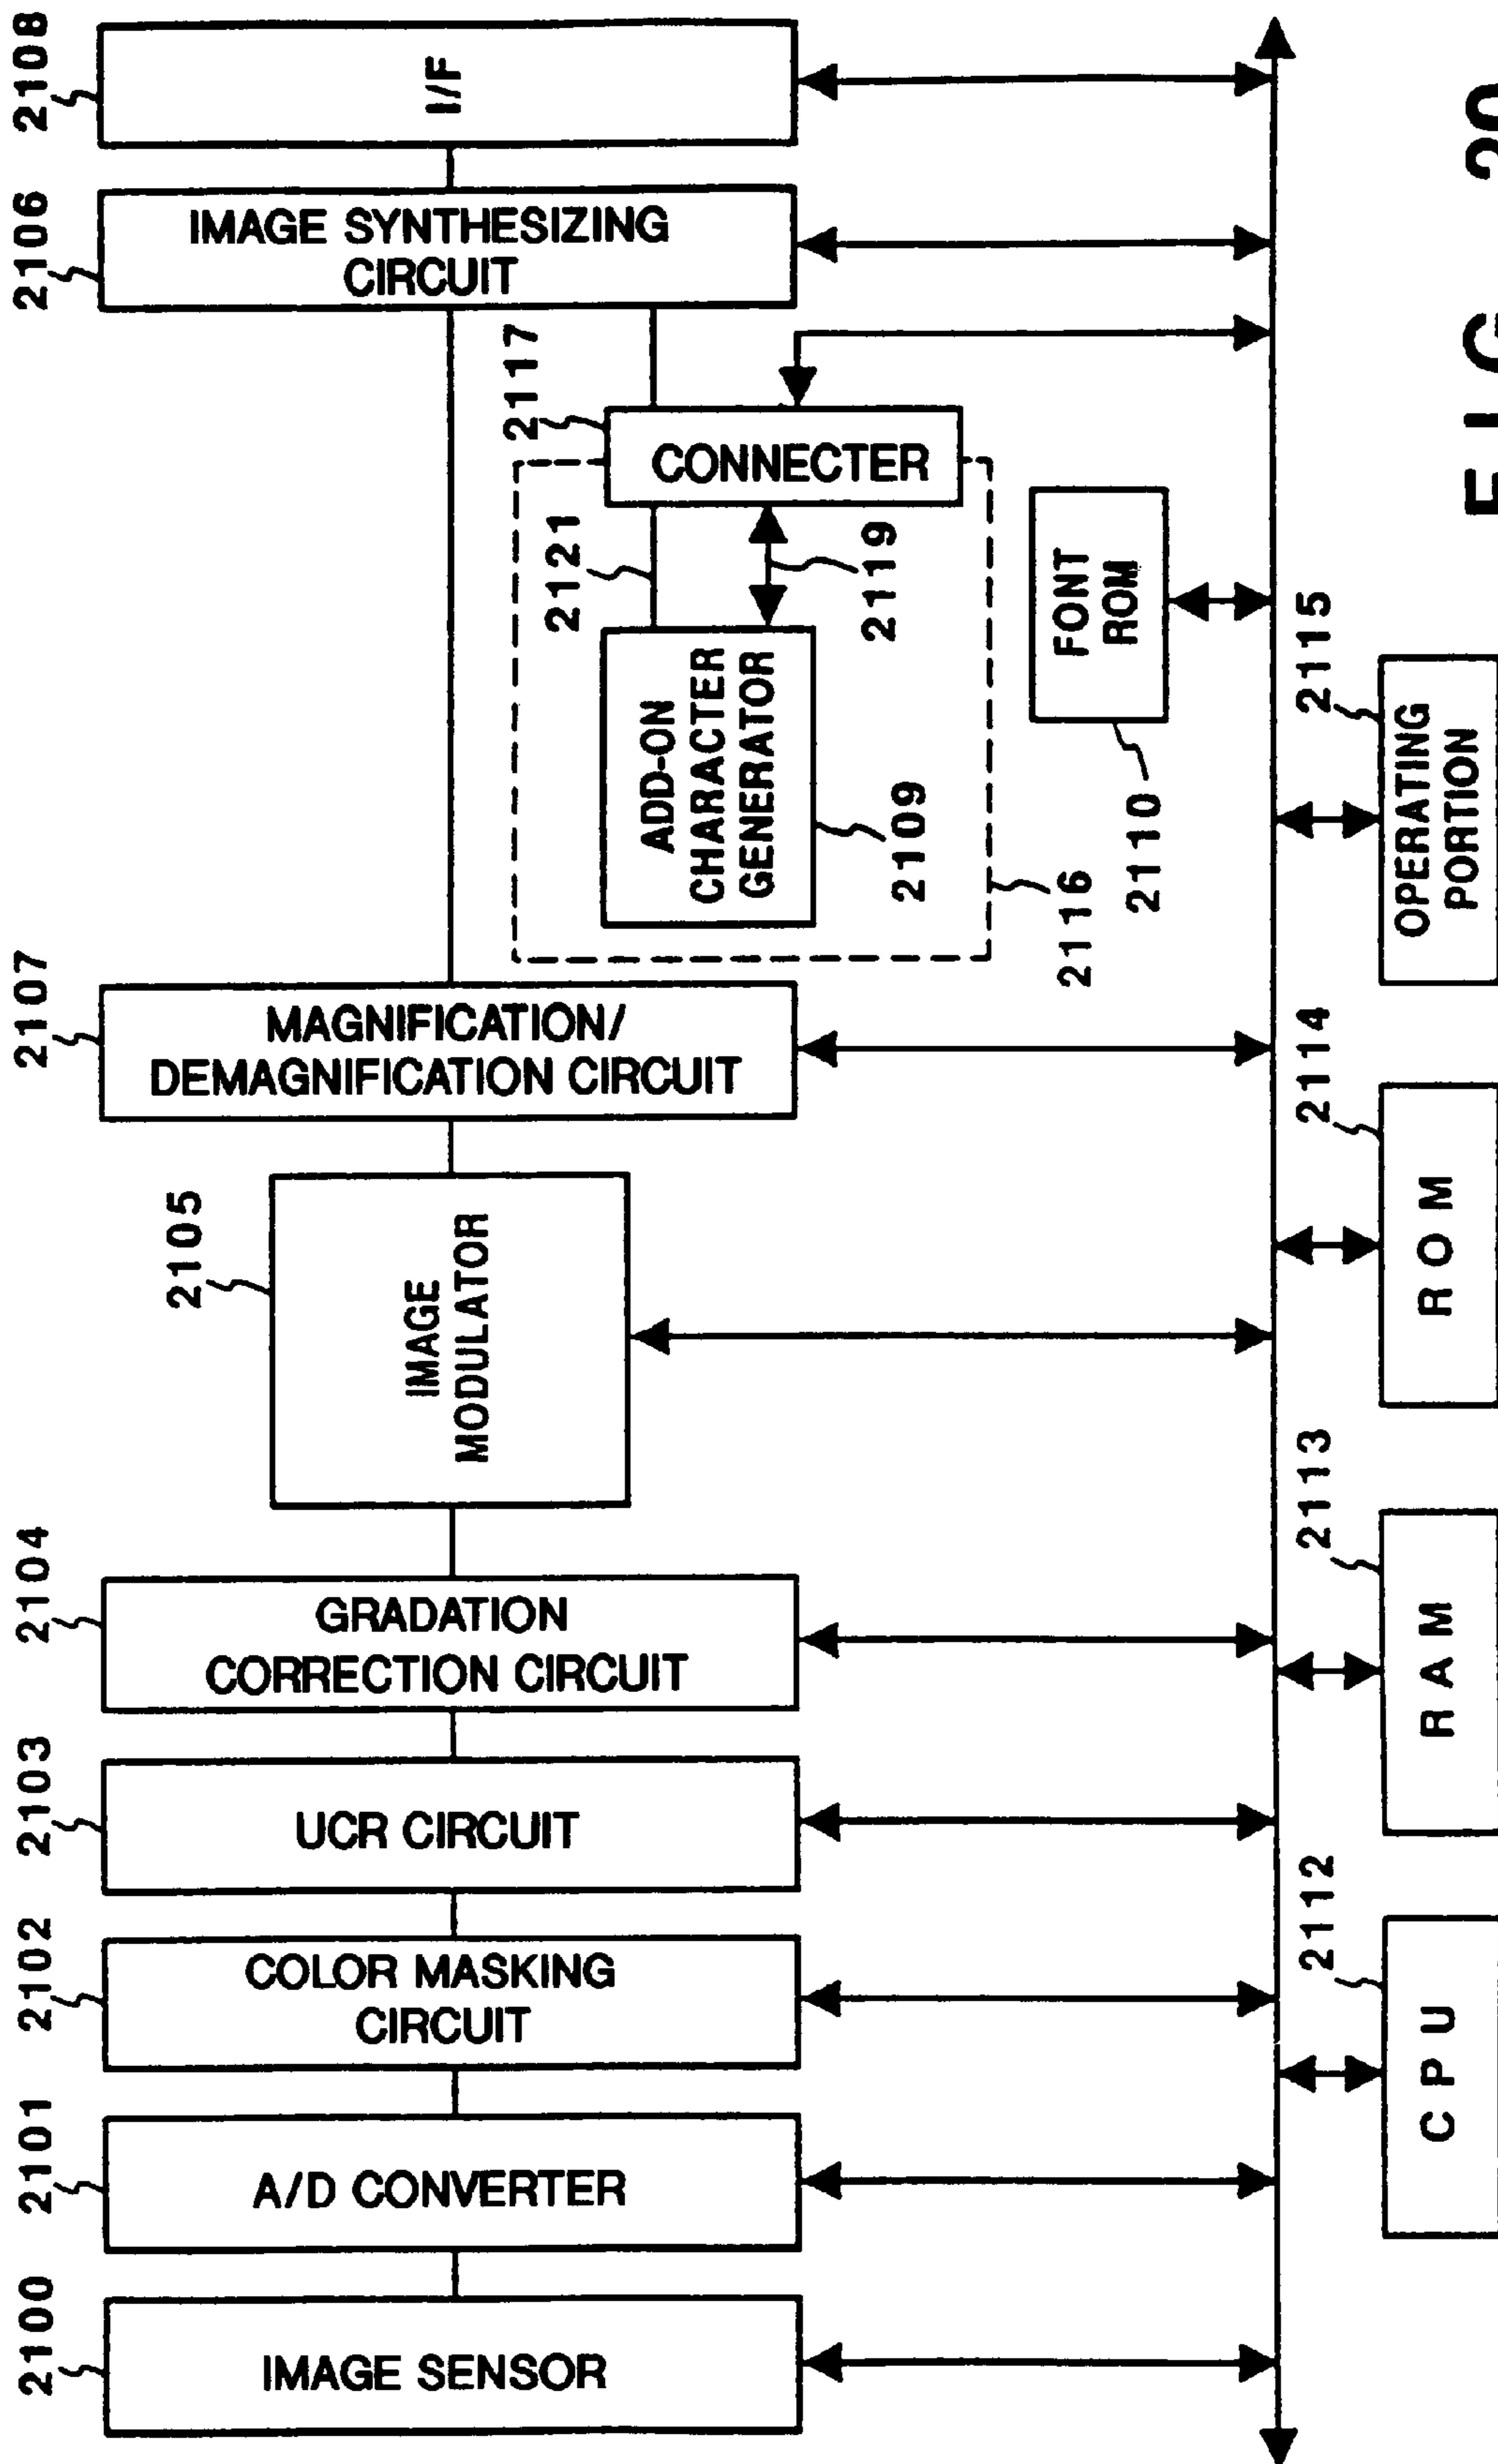 2100
2101
2102
2103
2104
2105
2107
2106
2108
IMAGE SENSOR
A/D CONVERTER
COLOR MASKING
CIRCUIT
UCR CIRCUIT
GRADATION
CORRECTION CIRCUIT
IMAGE
MODULATOR
MAGNIFICATION/
DEMAGNIFICATION CIRCUIT
IMAGE SYNTHESIZING
CIRCUIT
I/F
2121
2117
ADD-ON
CHARACTER
GENERATOR
CONNECTER
2109
2119
2116
FONT
ROM
2110
2112
2113
2114
2115
CPU
RAM
ROM
OPERATING
PORTION
FIG